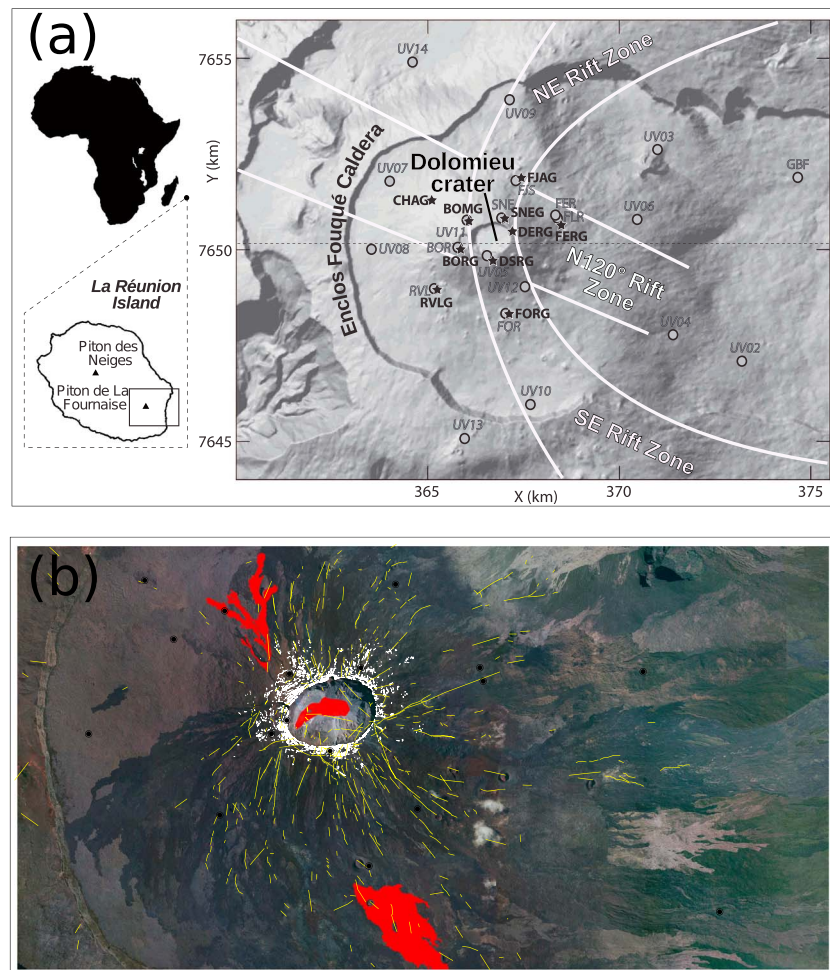 (a)
UV14
7655
NE Rift Zone
UV09
Y (km)
Enclos Fouqué Caldera
UV03
Dolomieu
crater
UV07
GBF
FJAG
FJS
CHAG
BOMG
SNE
SNEG
FER
FLR
UV06
UV11
DERG
FERG
7650
UV08
BOR
BORG
UV05
DSRG
N120° Rift
Zone
La Réunion
Island
RVL
RVLG
UV12
FORG
FOR
UV04
Piton des
Neiges
UV02
Piton de La
Fournaise
UV10
SE Rift Zone
7645
UV13
365
X (km)
370
375
(b)